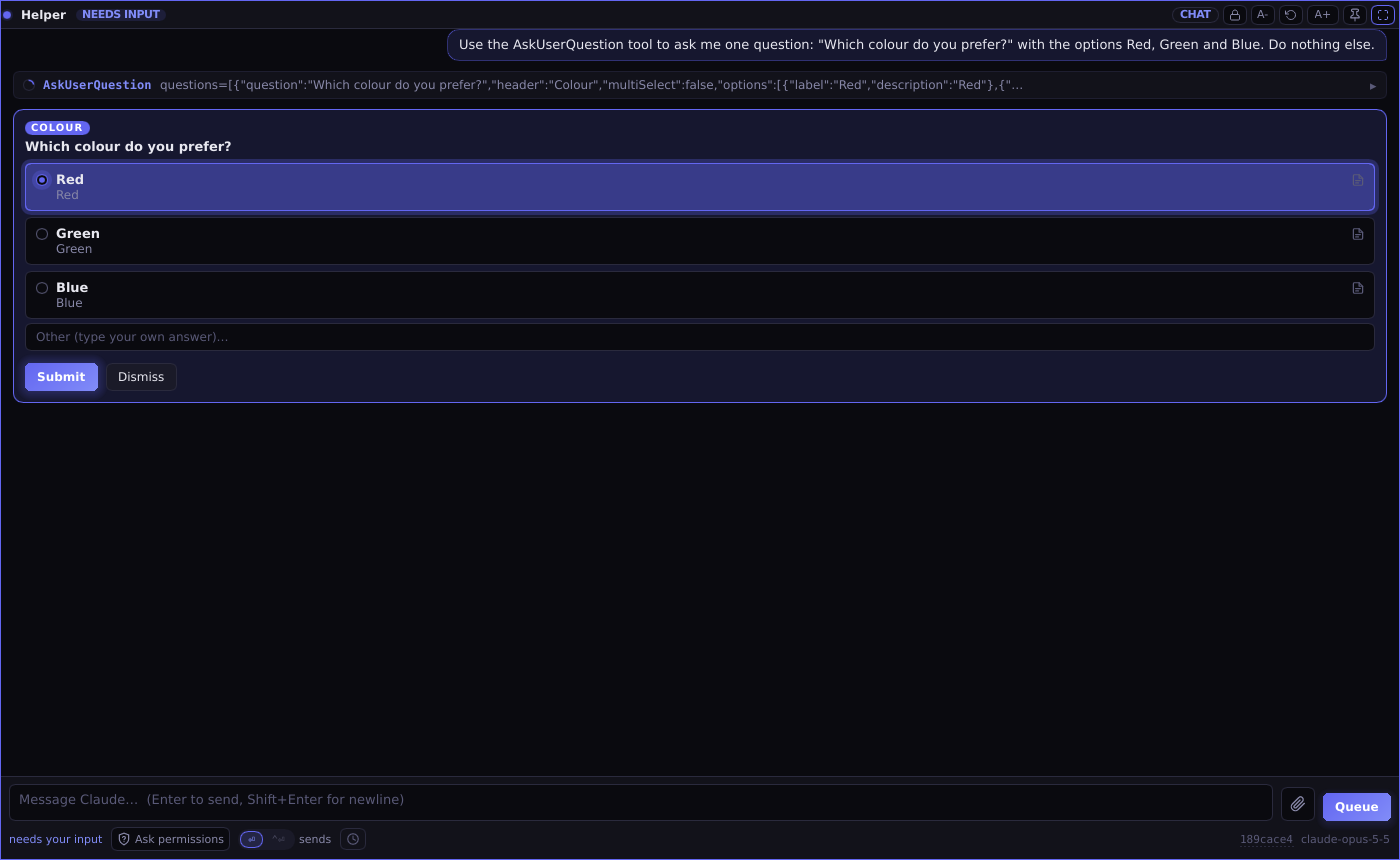 Helper NEEDS INPUT CHAT A- A+
Use the AskUserQuestion tool to ask me one question: "Which colour do you prefer?" with the options Red, Green and Blue. Do nothing else.
AskUserQuestion questions=[{"question":"Which colour do you prefer?","header":"Colour","multiSelect":false,"options":[{"label":"Red","description":"Red"},{"…
COLOUR
Which colour do you prefer?
Red
Red
Green
Green
Blue
Blue
Other (type your own answer)…
Submit Dismiss
Message Claude… (Enter to send, Shift+Enter for newline)
Queue
needs your input Ask permissions sends 189cace4 claude-opus-5-5